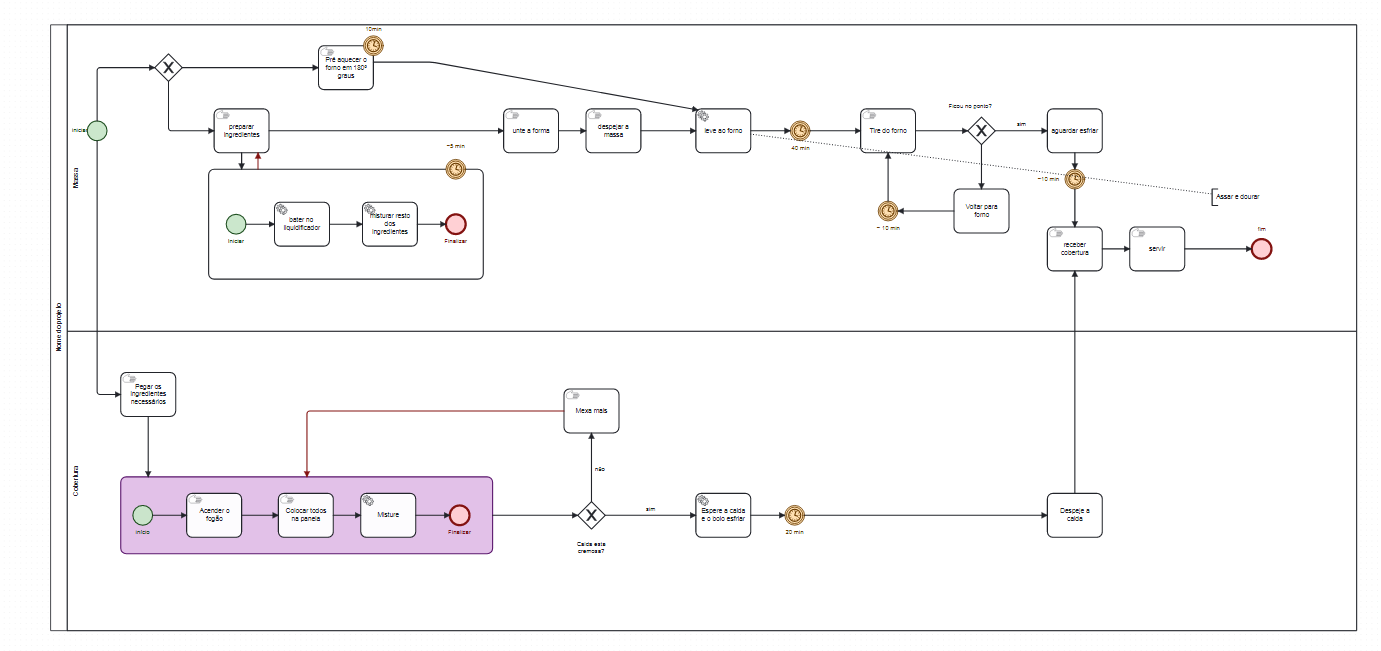 10min
Pré aquecer o
forno em 180º
graus
Iniciar
preparar
ingredientes
unte a forma
despejar a
massa
leve ao forno
40 min
Tire do forno
Ficou no ponto?
sim
aguardar esfriar
~5 min
~10 min
Assar e dourar
Massa
bater no
liquidificador
misturar resto
dos
ingredientes
Iniciar
Finalizar
Voltar para
forno
~ 10 min
receber
cobertura
servir
fim
Nome do projeto
Pegar os
ingredientes
necessários
Mexa mais
não
Cobertura
Acender o
fogão
Colocar todos
na panela
Misture
Início
Finalizar
sim
Calda esta
cremosa?
Espere a calda
e o bolo esfriar
20 min
Despeje a
calda